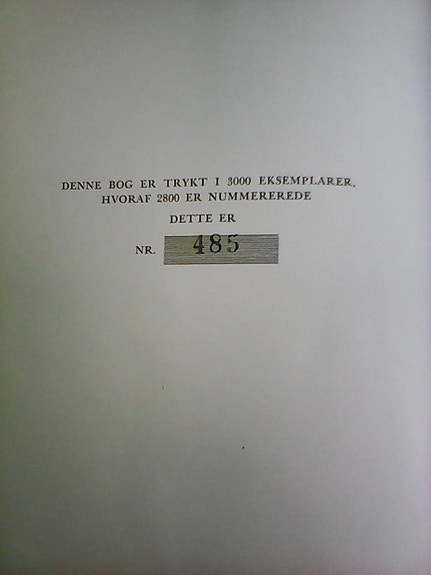 DENNE BOG ER TRYKT I 3000 EKSEMPLARER,
HVORAF 2800 ER NUMMEREREDE
DETTE ER
NR. 485